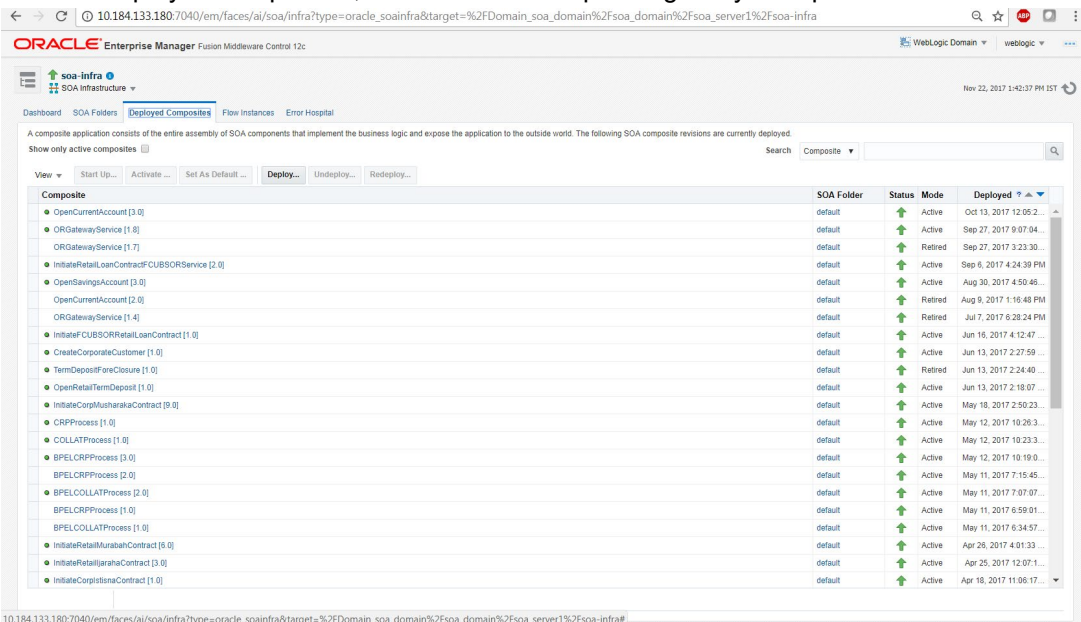 10.184.133.180:7040/em/faces/ai/soa/infra?type=oracle_soainfra&target=%2FDomain_soa_domain%2Fsoa_domain%2Fsoa_server1%2Fsoa-infra
ABP
ORACLE Enterprise Manager Fusion Middleware Control 12c WebLogic Domain weblogic
soa-infra
SOA Infrastructure Nov 22, 2017 1:42:37 PM IST
Dashboard SOA Folders Deployed Composites Flow Instances Error Hospital
A composite application consists of the entire assembly of SOA components that implement the business logic and expose the application to the outside world. The following SOA composite revisions are currently deployed.
Show only active composites Search Composite
View Start Up... Activate ... Set As Default ... Deploy... Undeploy... Redeploy...
Composite SOA Folder Status Mode Deployed ?
OpenCurrentAccount [3.0] default Active Oct 13, 2017 12:05:2...
ORGatewayService [1.8] default Active Sep 27, 2017 9:07:04...
ORGatewayService [1.7] default Retired Sep 27, 2017 3:23:30...
InitiateRetailLoanContractFCUBSORService [2.0] default Active Sep 6, 2017 4:24:39 PM
OpenSavingsAccount [3.0] default Active Aug 30, 2017 4:50:46...
OpenCurrentAccount [2.0] default Retired Aug 9, 2017 1:16:48 PM
ORGatewayService [1.4] default Retired Jul 7, 2017 6:28:24 PM
InitiateFCUBSORRetailLoanContract [1.0] default Active Jun 16, 2017 4:12:47 ...
CreateCorporateCustomer [1.0] default Active Jun 13, 2017 2:27:59 ...
TermDepositForeClosure [1.0] default Retired Jun 13, 2017 2:24:40 ...
OpenRetailTermDeposit [1.0] default Active Jun 13, 2017 2:18:07 ...
InitiateCorpMusharakaContract [9.0] default Active May 18, 2017 2:50:23...
CRPProcess [1.0] default Active May 12, 2017 10:26:3...
COLLATProcess [1.0] default Active May 12, 2017 10:23:3...
BPELCRPProcess [3.0] default Active May 12, 2017 10:19:0...
BPELCRPProcess [2.0] default Active May 11, 2017 7:15:45...
BPELCOLLATProcess [2.0] default Active May 11, 2017 7:07:07...
BPELCRPProcess [1.0] default Active May 11, 2017 6:59:01...
BPELCOLLATProcess [1.0] default Active May 11, 2017 6:34:57...
InitiateRetailMurabahContract [6.0] default Active Apr 26, 2017 4:01:33 ...
InitiateRetailIjarahaContract [3.0] default Active Apr 25, 2017 12:07:1...
InitiateCorpIstisnaContract [1.0] default Active Apr 18, 2017 11:06:17...
10.184.133.180:7040/em/faces/ai/soa/infra?type=oracle_soainfra&target=%2FDomain_soa_domain%2Fsoa_domain%2Fsoa_server1%2Fsoa-infra#